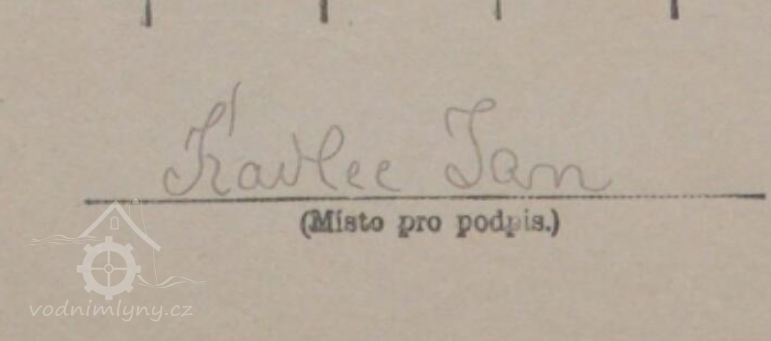 Kavlec Jan
(Místo pro podpis.)
vodnimlyny.cz